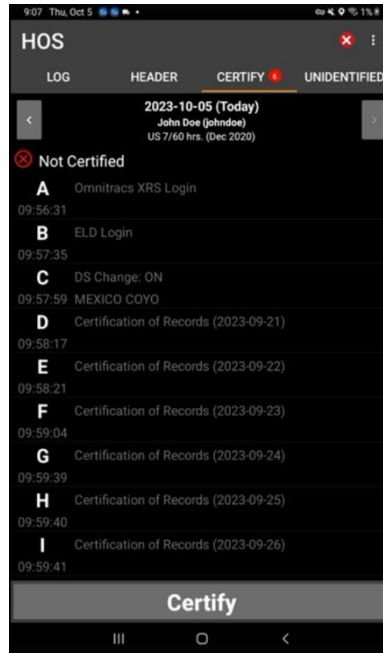 9:07 Thu, Oct 5 1%
HOS
LOG HEADER CERTIFY 6 UNIDENTIFIED
2023-10-05 (Today)
John Doe (johndoe)
US 7/60 hrs. (Dec 2020)
Not Certified
A Omnitracs XRS Login
09:56:31
B ELD Login
09:57:35
C DS Change: ON
09:57:59 MEXICO COYO
D Certification of Records (2023-09-21)
09:58:17
E Certification of Records (2023-09-22)
09:58:21
F Certification of Records (2023-09-23)
09:59:04
G Certification of Records (2023-09-24)
09:59:39
H Certification of Records (2023-09-25)
09:59:40
I Certification of Records (2023-09-26)
09:59:41
Certify